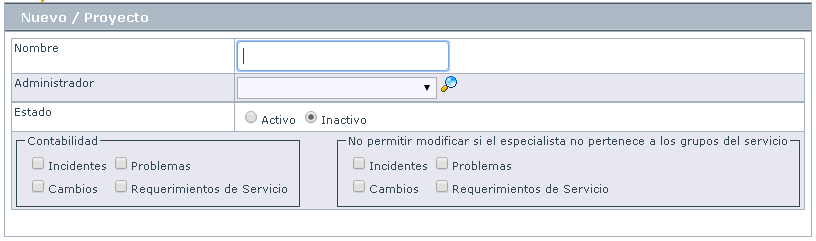 Nuevo / Proyecto
Nombre
Administrador
Estado
Activo Inactivo
Contabilidad
Incidentes Problemas
Cambios Requerimientos de Servicio
No permitir modificar si el especialista no pertenece a los grupos del servicio
Incidentes Problemas
Cambios Requerimientos de Servicio